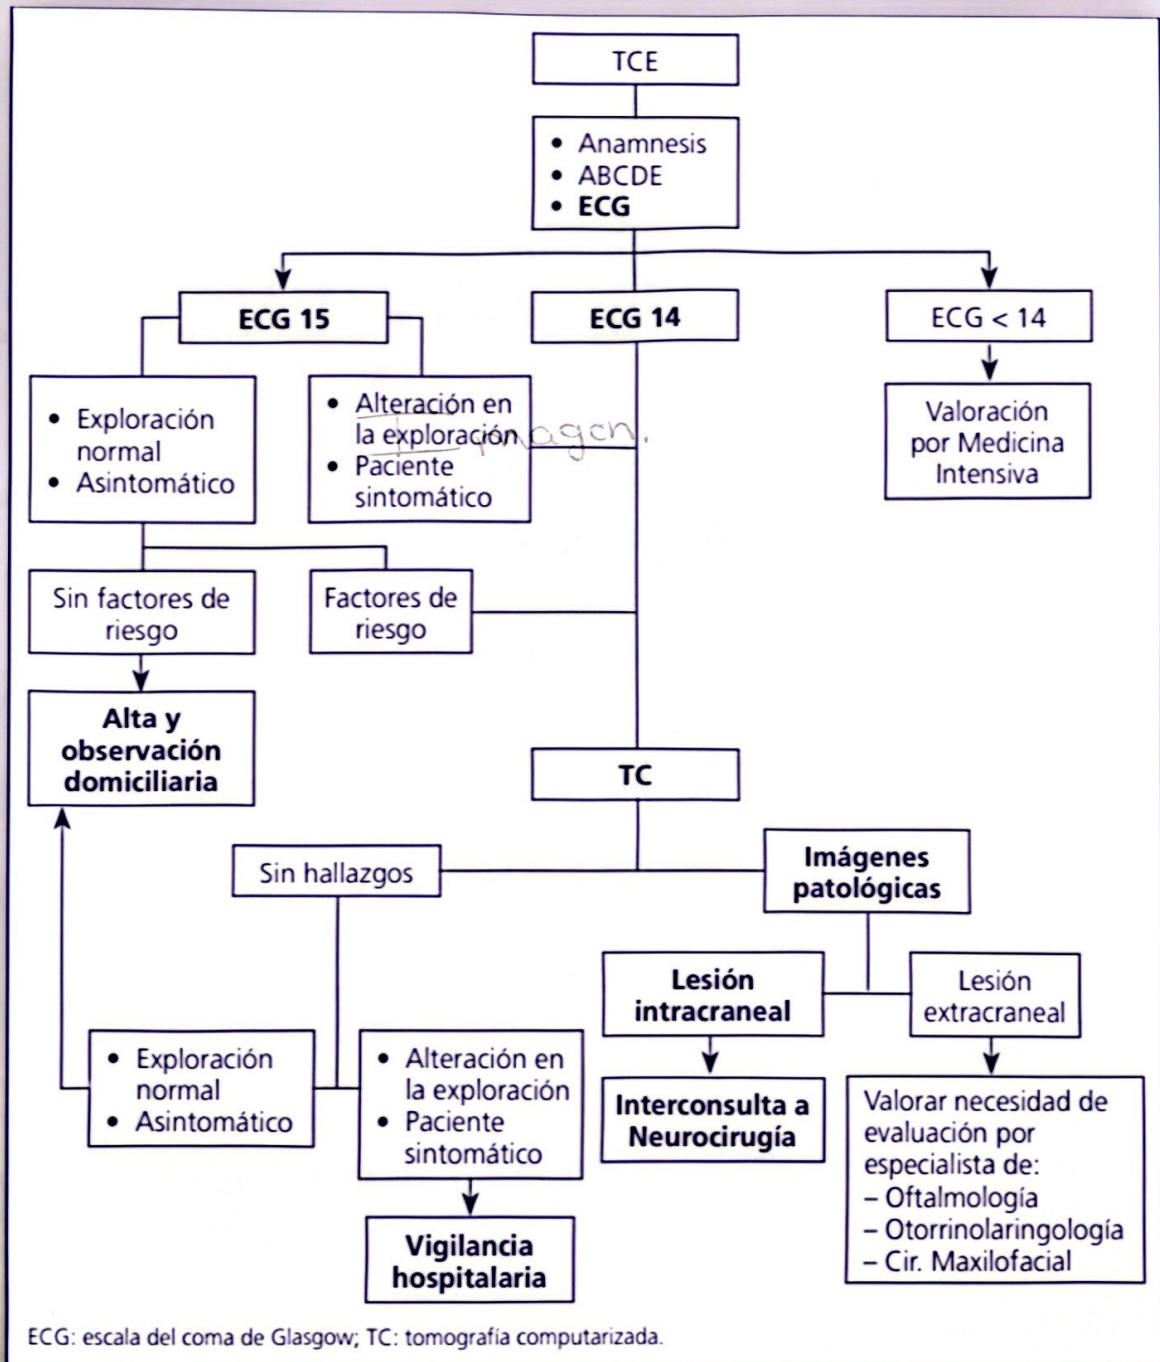 TCE
• Anamnesis
• ABCDE
• ECG
ECG 15
ECG 14
ECG < 14
• Exploración
normal
• Asintomático
• Alteración en
la exploración
• Paciente
sintomático
imagen.
Valoración
por Medicina
Intensiva
Sin factores de
riesgo
Factores de
riesgo
Alta y
observación
domiciliaria
TC
Sin hallazgos
Imágenes
patológicas
Lesión
intracraneal
Lesión
extracraneal
• Exploración
normal
• Asintomático
• Alteración en
la exploración
• Paciente
sintomático
Interconsulta a
Neurocirugía
Valorar necesidad de
evaluación por
especialista de:
– Oftalmología
– Otorrinolaringología
– Cir. Maxilofacial
Vigilancia
hospitalaria
ECG: escala del coma de Glasgow; TC: tomografía computarizada.